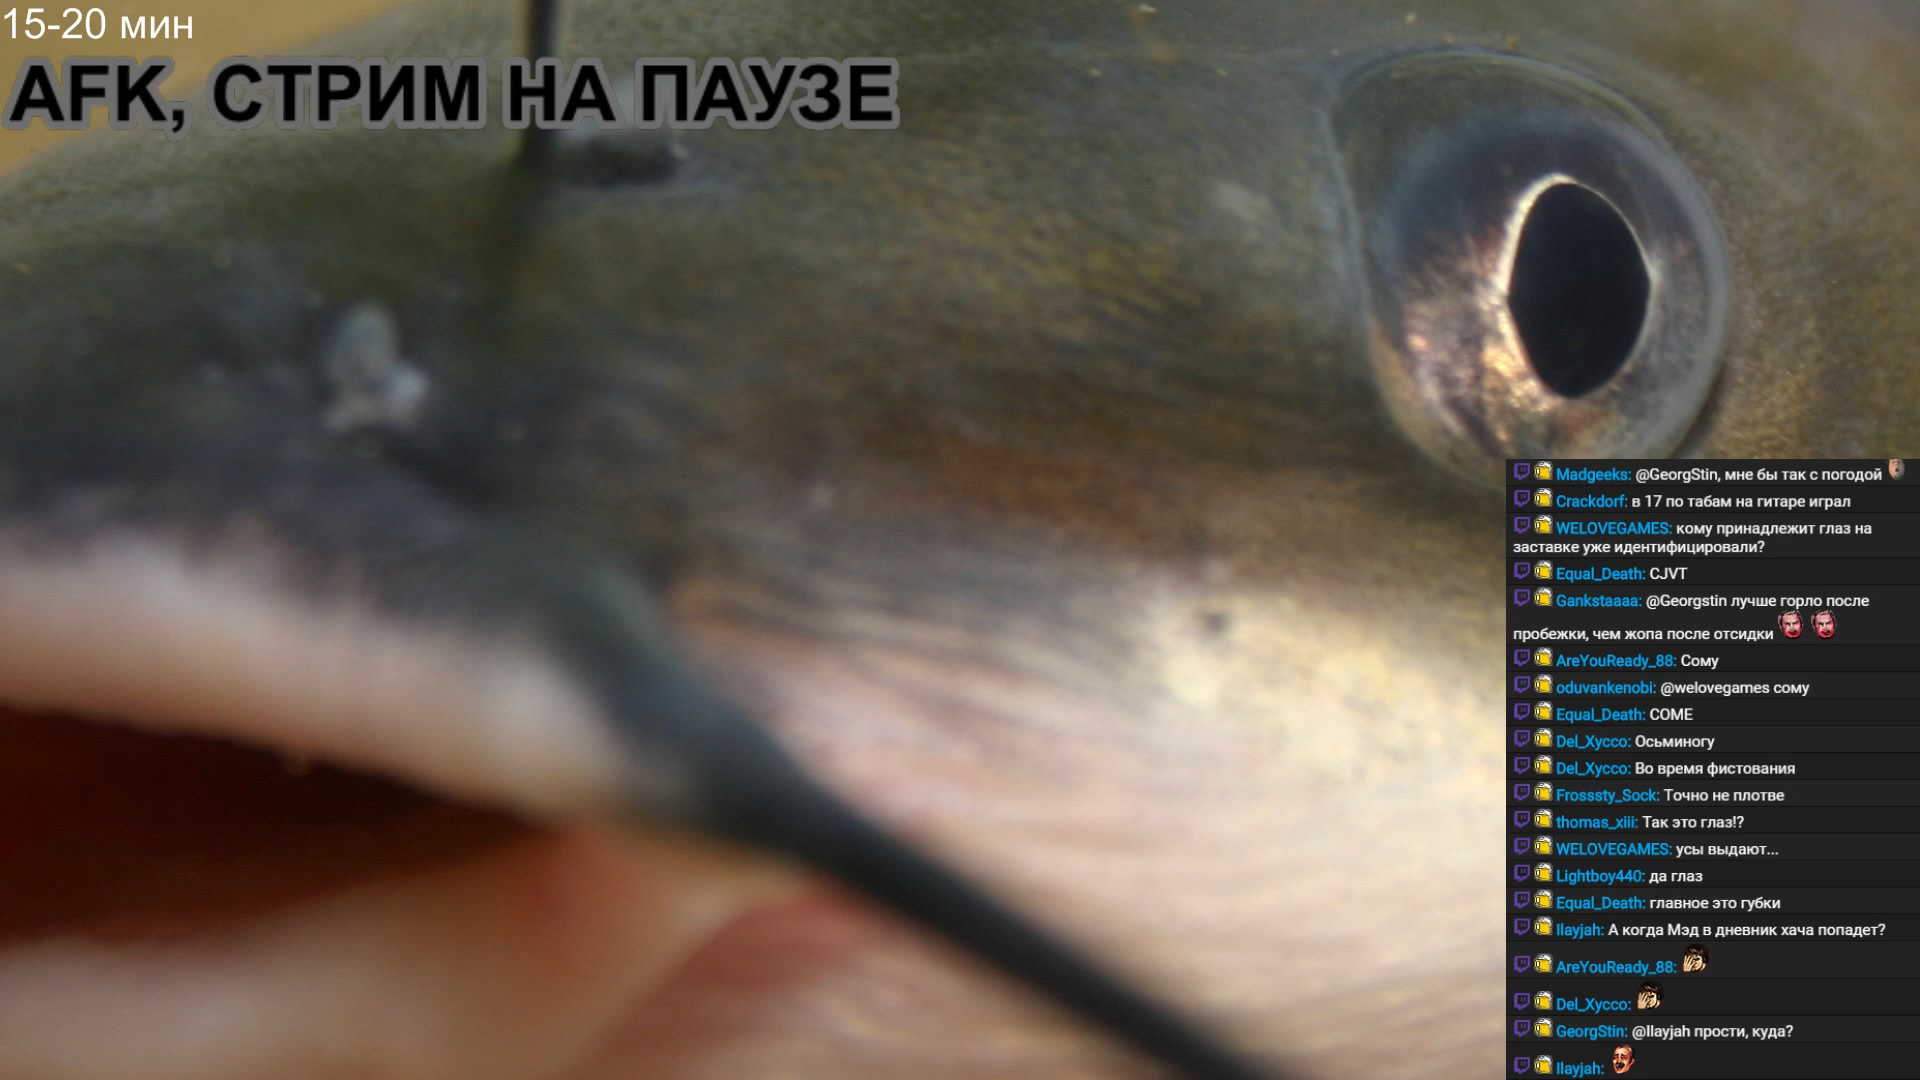 15-20 мин
AFK, СТРИМ НА ПАУЗЕ
Madgeeks: @GeorgStin, мне бы так с погодой
Crackdorf: в 17 по табам на гитаре играл
WELOVEGAMES: кому принадлежит глаз на
заставке уже идентифицировали?
Equal_Death: CJVT
Gankstaaaa: @Georgstin лучше горло после
пробежки, чем жопа после отсидки
AreYouReady_88: Сому
oduvankenobi: @welovegames сому
Equal_Death: COME
Del_Xycco: Осьминогу
Del_Xycco: Во время фистования
Frosssty_Sock: Точно не плотве
thomas_xiii: Так это глаз!?
WELOVEGAMES: усы выдают...
Lightboy440: да глаз
Equal_Death: главное это губки
Ilayjah: А когда Мэд в дневник хача попадет?
AreYouReady_88:
Del_Xycco:
GeorgStin: @Ilayjah прости, куда?
Ilayjah: